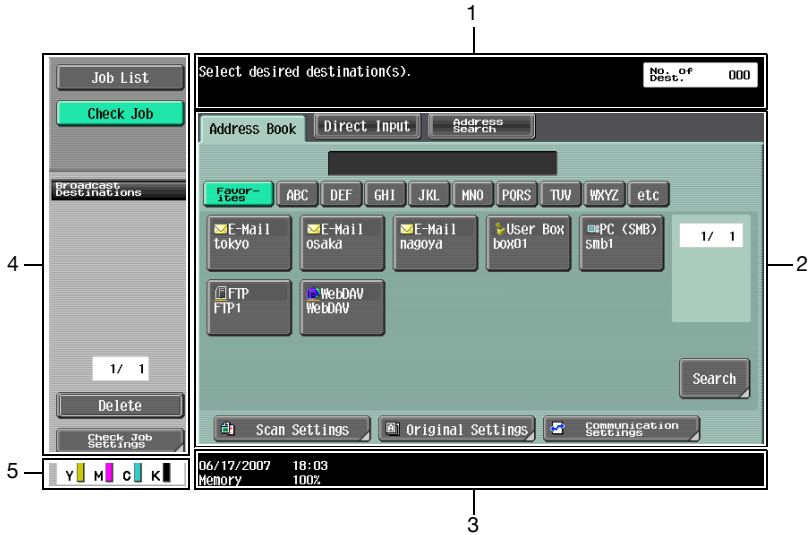 1
Job List
Check Job
Select desired destination(s).
No. of
Dest.
000
Address Book
Direct Input
Address
Search
Broadcast
Destinations
Favor-
ites
ABC
DEF
GHI
JKL
MNO
PQRS
TUV
WXYZ
etc
E-Mail
tokyo
E-Mail
osaka
E-Mail
nagoya
User Box
box01
PC (SMB)
smb1
1/ 1
4
2
FTP
FTP1
WebDAV
WebDAV
1/ 1
Search
Delete
Check Job
Settings
Scan Settings
Original Settings
Communication
Settings
5
Y M C K
06/17/2007 18:03
Memory 100%
3